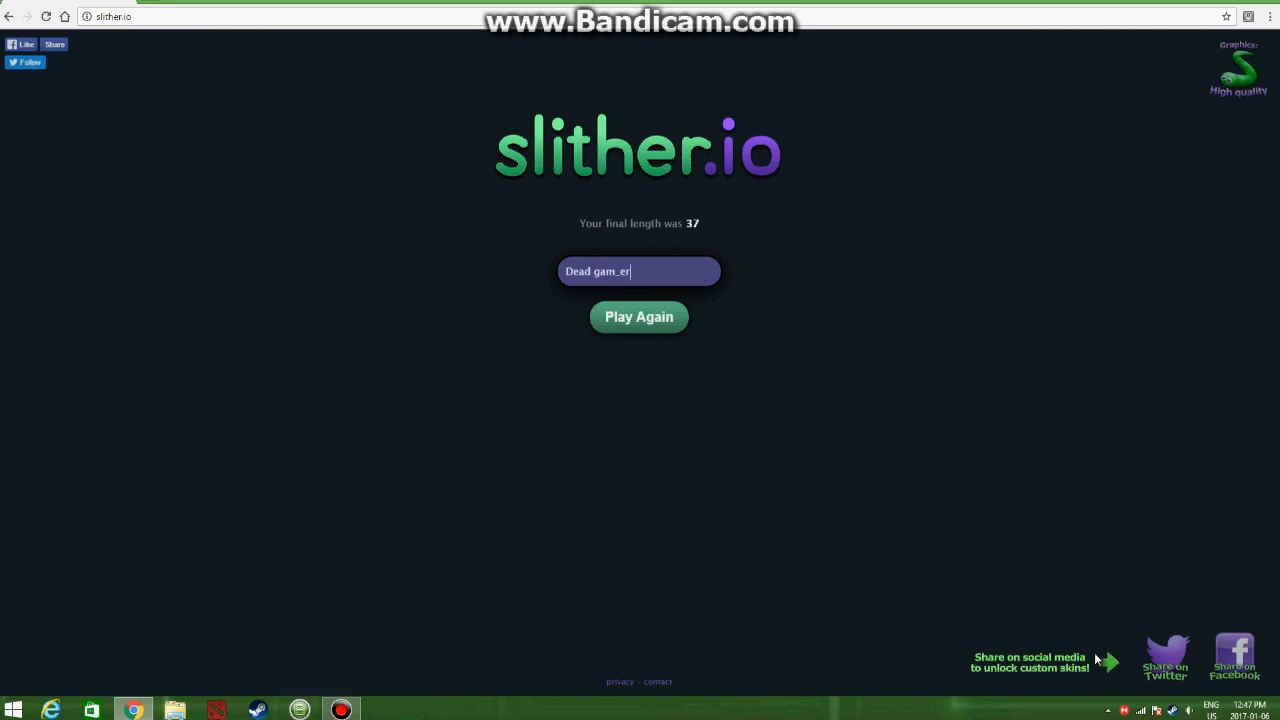 slither.io
www.Bandicam.com
Like Share
Follow
Graphics:
High quality
slither.io
Your final length was 37
Dead gam_er
Play Again
Share on social media
to unlock custom skins!
Share on
Twitter
Share on
Facebook
privacy - contact
ENG
US
12:47 PM
2017-01-06